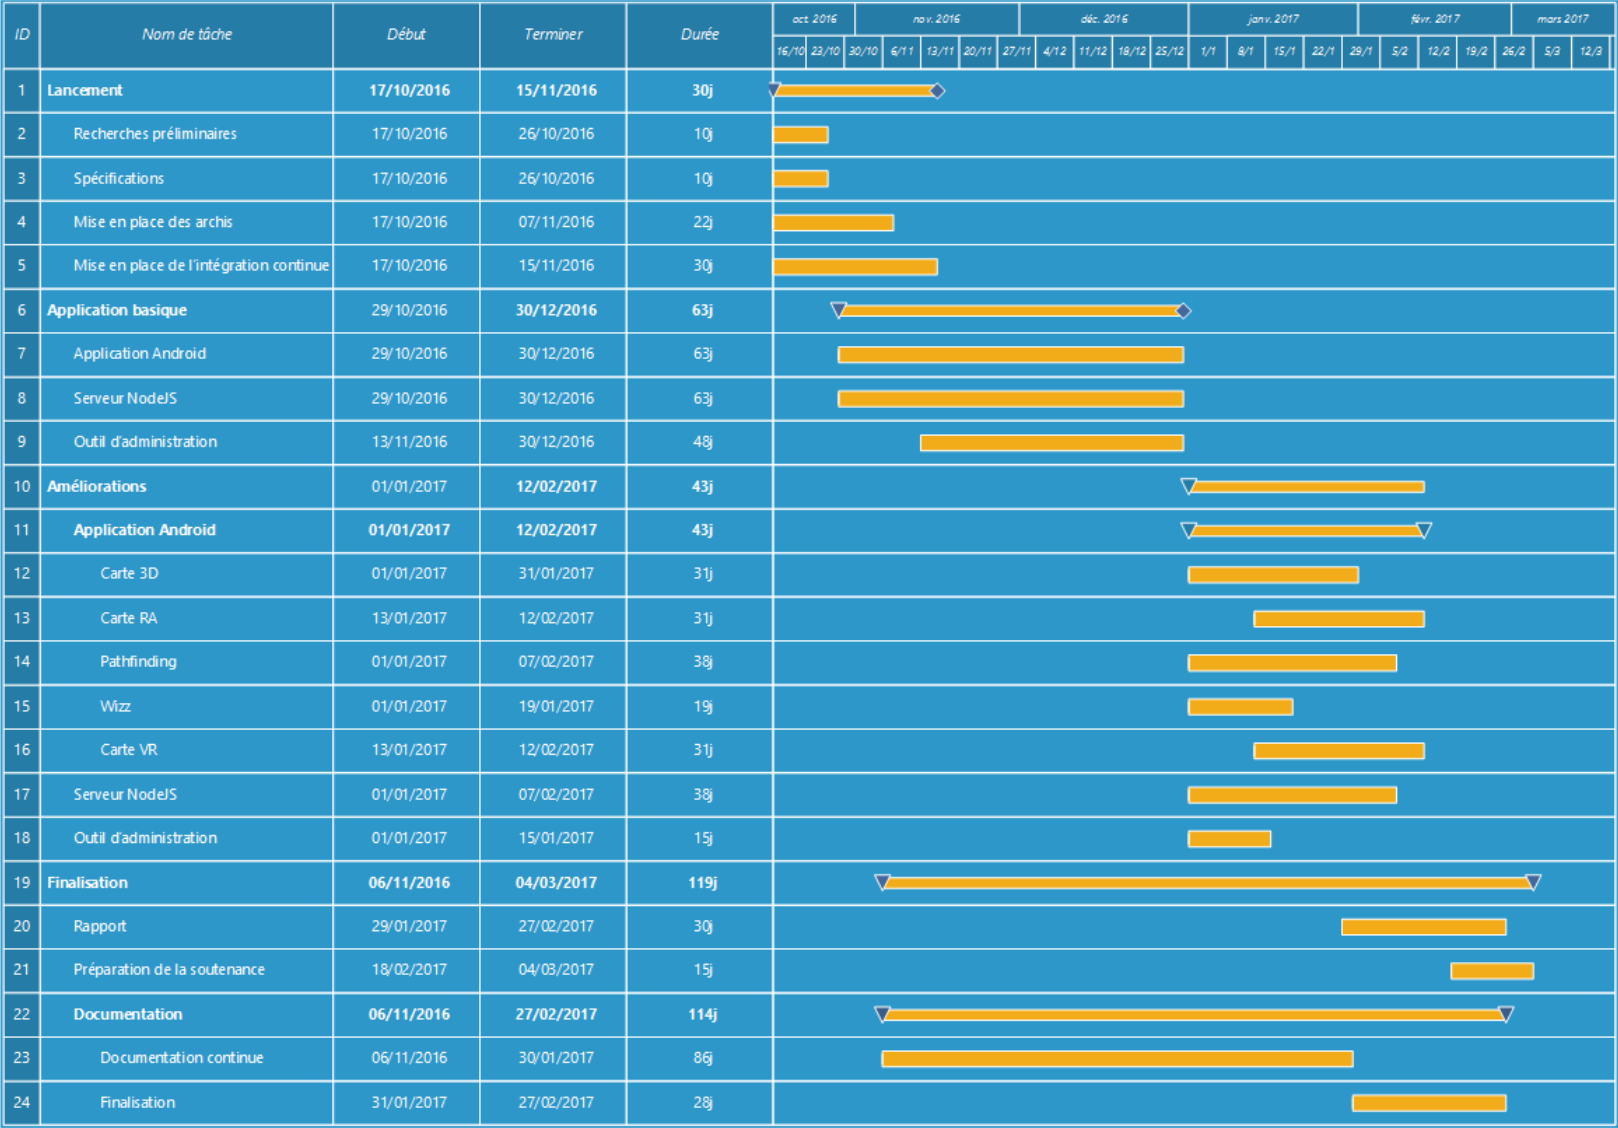 ID Nom de tâche Début Terminer Durée oct. 2016 nov. 2016 déc. 2016 janv. 2017 févr. 2017 mars 2017
16/10 23/10 30/10 6/11 13/11 20/11 27/11 4/12 11/12 18/12 25/12 1/1 8/1 15/1 22/1 29/1 5/2 12/2 19/2 26/2 5/3 12/3
1 Lancement 17/10/2016 15/11/2016 30j
2 Recherches préliminaires 17/10/2016 26/10/2016 10j
3 Spécifications 17/10/2016 26/10/2016 10j
4 Mise en place des archis 17/10/2016 07/11/2016 22j
5 Mise en place de l'intégration continue 17/10/2016 15/11/2016 30j
6 Application basique 29/10/2016 30/12/2016 63j
7 Application Android 29/10/2016 30/12/2016 63j
8 Serveur NodeJS 29/10/2016 30/12/2016 63j
9 Outil d'administration 13/11/2016 30/12/2016 48j
10 Améliorations 01/01/2017 12/02/2017 43j
11 Application Android 01/01/2017 12/02/2017 43j
12 Carte 3D 01/01/2017 31/01/2017 31j
13 Carte RA 13/01/2017 12/02/2017 31j
14 Pathfinding 01/01/2017 07/02/2017 38j
15 Wizz 01/01/2017 19/01/2017 19j
16 Carte VR 13/01/2017 12/02/2017 31j
17 Serveur NodeJS 01/01/2017 07/02/2017 38j
18 Outil d'administration 01/01/2017 15/01/2017 15j
19 Finalisation 06/11/2016 04/03/2017 119j
20 Rapport 29/01/2017 27/02/2017 30j
21 Préparation de la soutenance 18/02/2017 04/03/2017 15j
22 Documentation 06/11/2016 27/02/2017 114j
23 Documentation continue 06/11/2016 30/01/2017 86j
24 Finalisation 31/01/2017 27/02/2017 28j